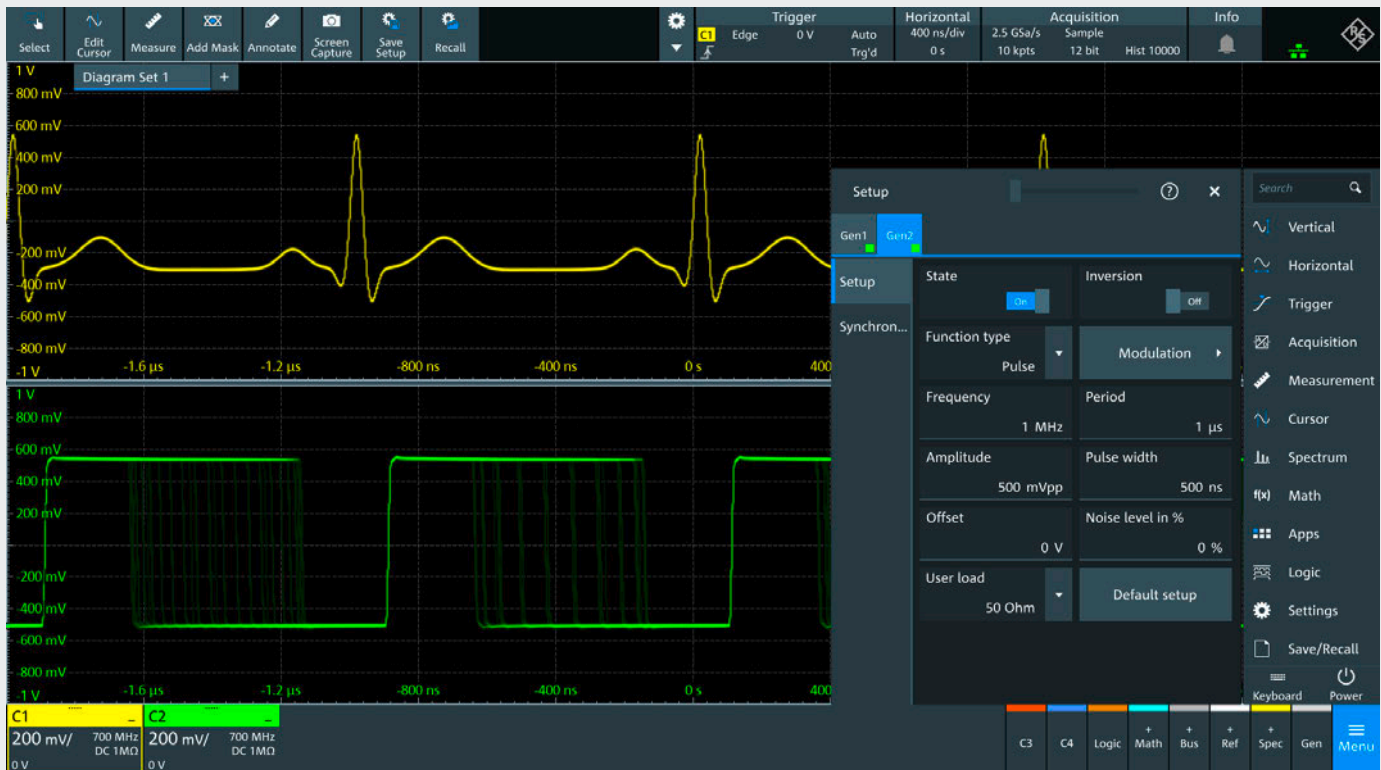 Select
Edit
Cursor
Measure
Add Mask
Annotate
Screen
Capture
Save
Setup
Recall
Trigger
C1 Edge 0 V Auto
Trg'd
Horizontal
400 ns/div
0 s
Acquisition
2.5 GSa/s Sample
10 kpts 12 bit Hist 10000
Info
Diagram Set 1 +
1 V
800 mV
600 mV
400 mV
200 mV
-200 mV
-400 mV
-600 mV
-800 mV
-1 V
-1.6 µs -1.2 µs -800 ns -400 ns 0 s 400
1 V
800 mV
600 mV
400 mV
200 mV
-200 mV
-400 mV
-600 mV
-800 mV
-1 V
-1.6 µs -1.2 µs -800 ns -400 ns 0 s 400
Setup
Gen1 Gen2
Setup
Synchron...
State
On
Inversion
Off
Function type
Pulse
Modulation
Frequency
1 MHz
Period
1 µs
Amplitude
500 mVpp
Pulse width
500 ns
Offset
0 V
Noise level in %
0 %
User load
50 Ohm
Default setup
Search
Vertical
Horizontal
Trigger
Acquisition
Measurement
Cursor
Spectrum
f(x) Math
Apps
Logic
Settings
Save/Recall
Keyboard Power
C1
200 mV/ 700 MHz
DC 1MΩ
0 V
C2
200 mV/ 700 MHz
DC 1MΩ
0 V
C3
C4
Logic
+
Math
+
Bus
+
Ref
+
Spec
Gen
Menu